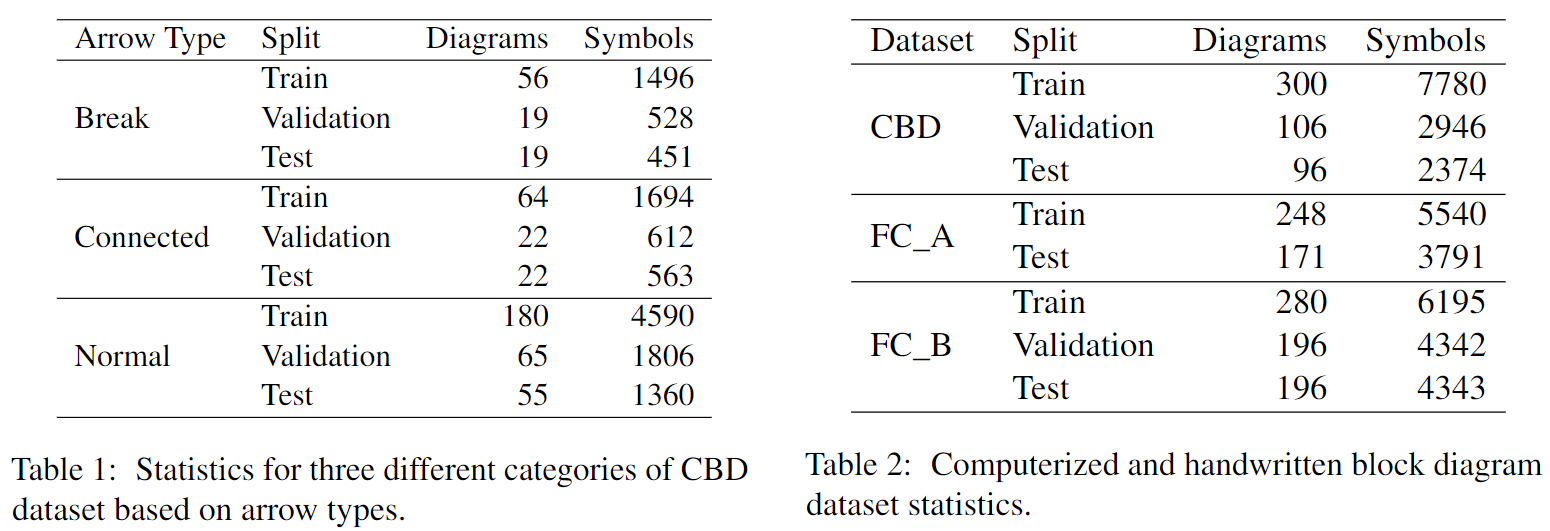 Arrow Type Split Diagrams Symbols
Train 56 1496
Break Validation 19 528
Test 19 451
Train 64 1694
Connected Validation 22 612
Test 22 563
Train 180 4590
Normal Validation 65 1806
Test 55 1360
Table 1: Statistics for three different categories of CBD
dataset based on arrow types.
Dataset Split Diagrams Symbols
Train 300 7780
CBD Validation 106 2946
Test 96 2374
Train 248 5540
FC_A
Test 171 3791
Train 280 6195
FC_B Validation 196 4342
Test 196 4343
Table 2: Computerized and handwritten block diagram
dataset statistics.